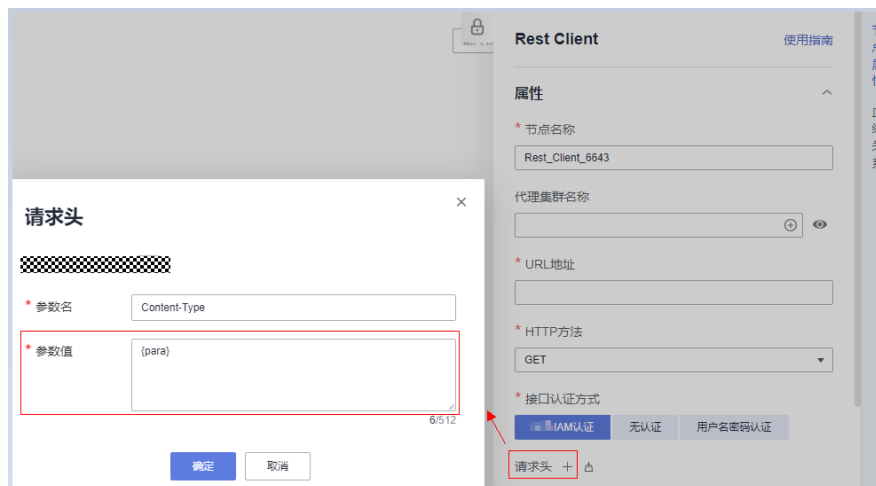 Rest Client
使用指南
属性
* 节点名称
Rest_Client_6643
代理集群名称
* URL地址
* HTTP方法
GET
* 接口认证方式
IAM认证
无认证
用户名密码认证
请求头
请求头
* 参数名
Content-Type
* 参数值
{para}
6/512
确定
取消